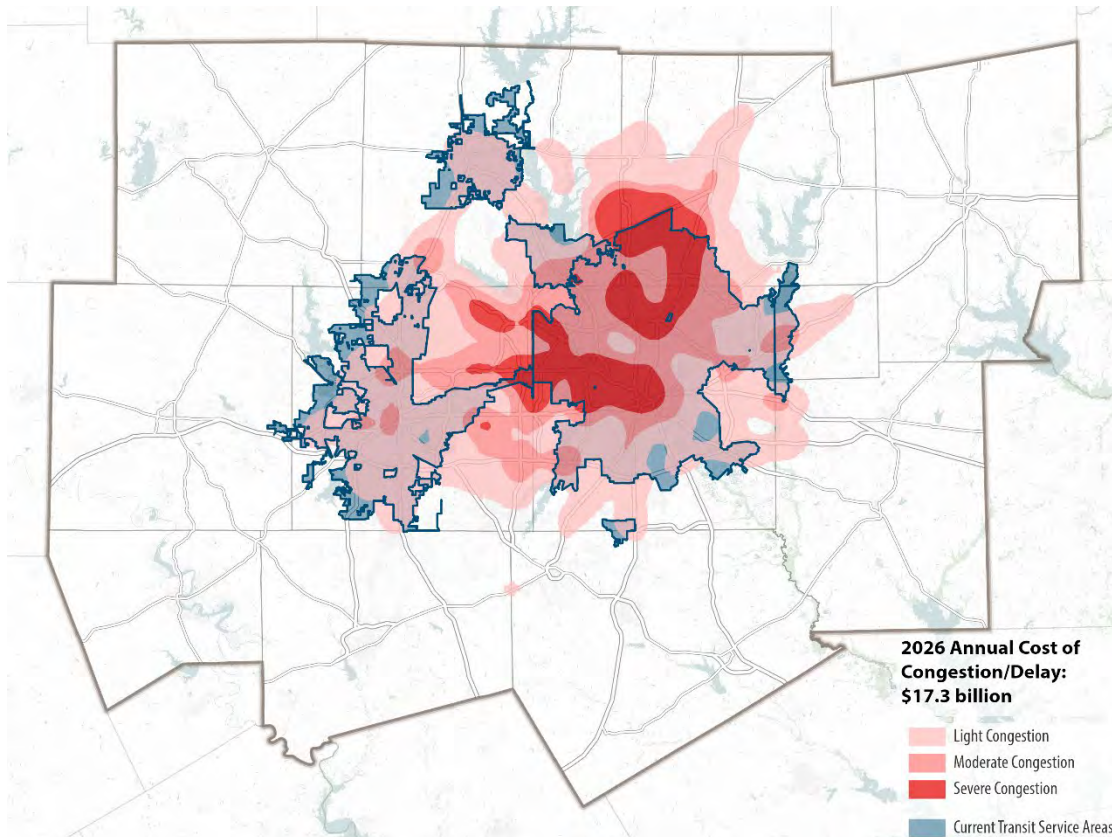 2026 Annual Cost of
Congestion/Delay:
$17.3 billion
Light Congestion
Moderate Congestion
Severe Congestion
Current Transit Service Areas